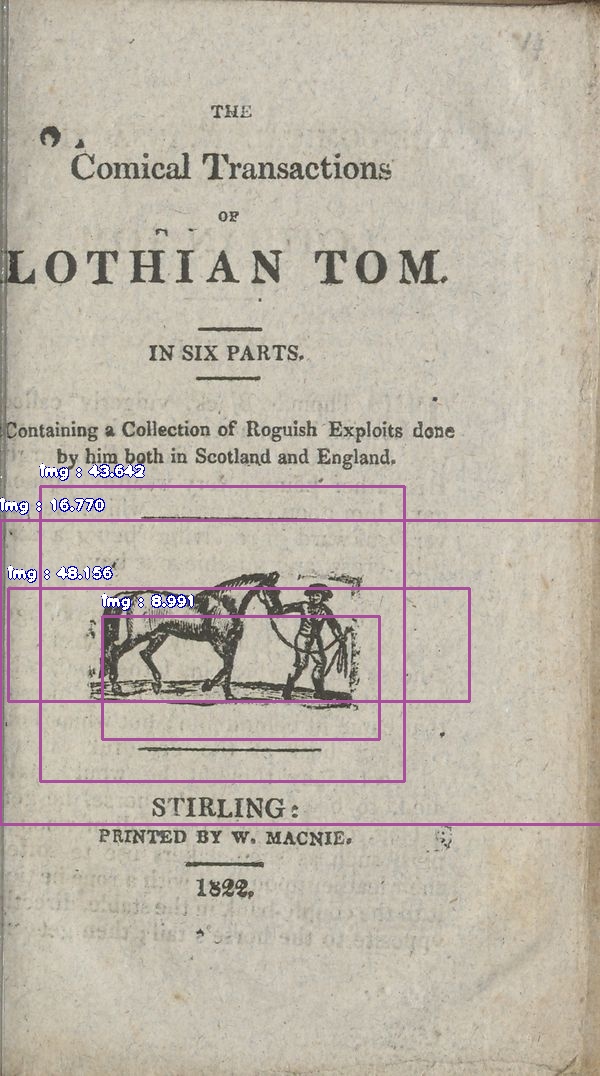 14
THE
Comical Transactions
OF
LOTHIAN TOM.
IN SIX PARTS.
Containing a Collection of Roguish Exploits done
by him both in Scotland and England.
img : 43.642
img : 16.770
img : 48.156
img : 8.991
STIRLING:
PRINTED BY W. MACNIE.
1822.